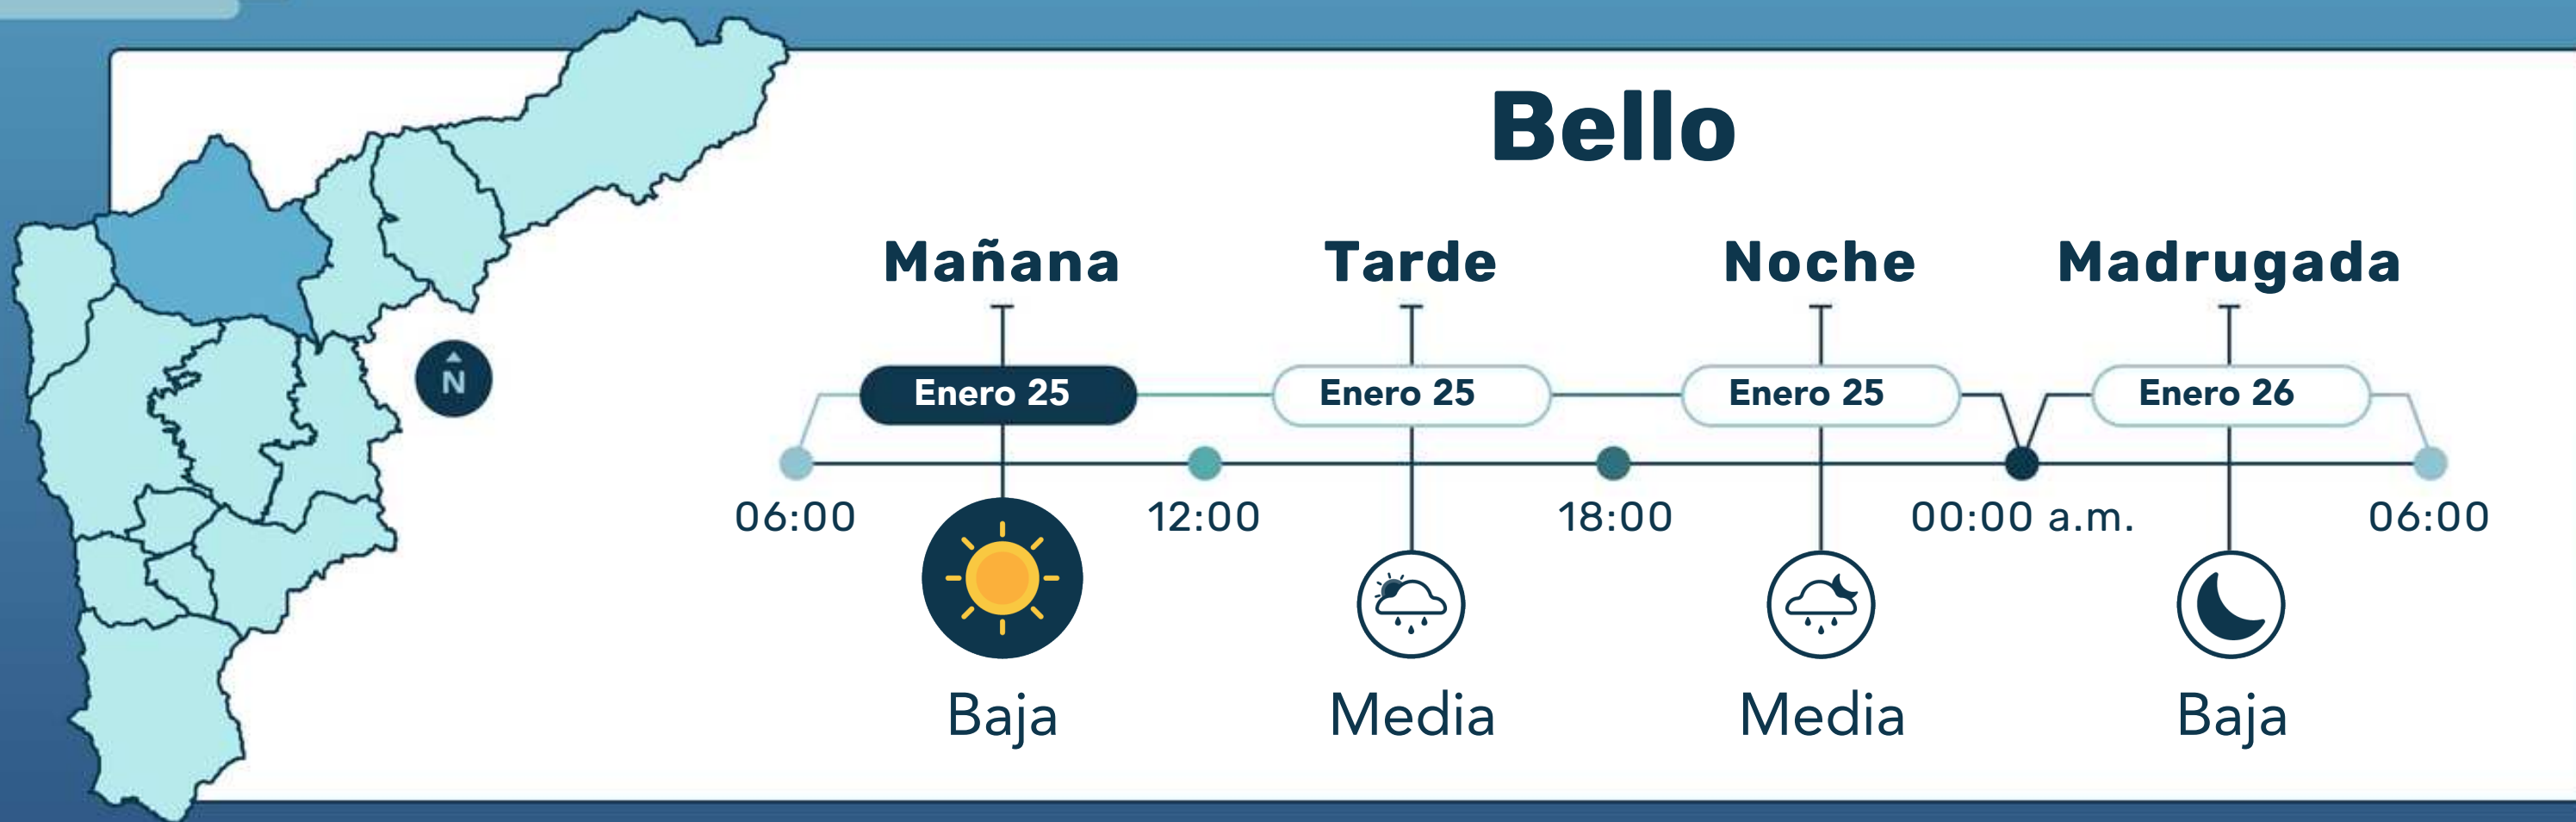 Bello
Mañana Tarde Noche Madrugada
Enero 25 Enero 25 Enero 25 Enero 26
N
06:00 12:00 18:00 00:00 a.m. 06:00
Baja Media Media Baja